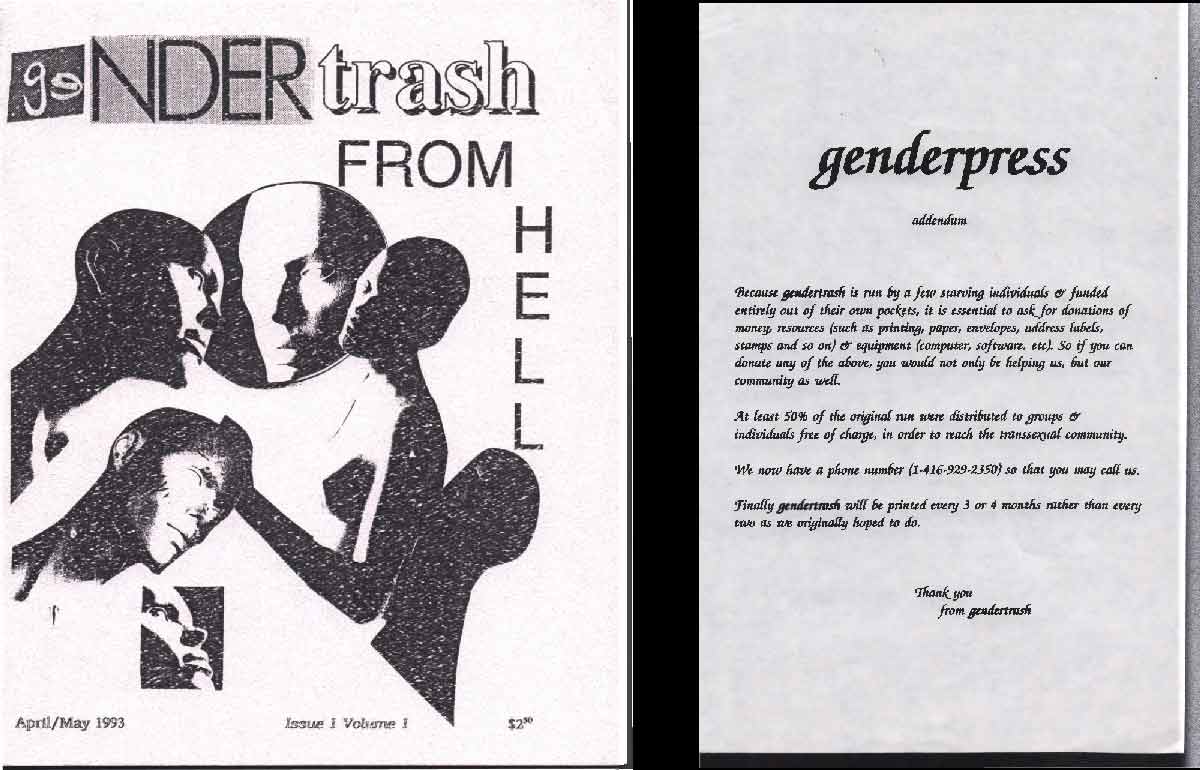 geNDERtrash
FROM
HELL
April/May 1993
Issue 1 Volume 1
$2⁵⁰
genderpress
addendum
Because gendertrash is run by a few starving individuals & funded
entirely out of their own pockets, it is essential to ask for donations of
money, resources (such as printing, paper, envelopes, address labels,
stamps and so on) & equipment (computer, software, etc). So if you can
donate any of the above, you would not only be helping us, but our
community as well.
At least 50% of the original run were distributed to groups &
individuals free of charge, in order to reach the transsexual community.
We now have a phone number (1-416-929-2350) so that you may call us.
Finally gendertrash will be printed every 3 or 4 months rather than every
two as we originally hoped to do.
Thank you
from gendertrash